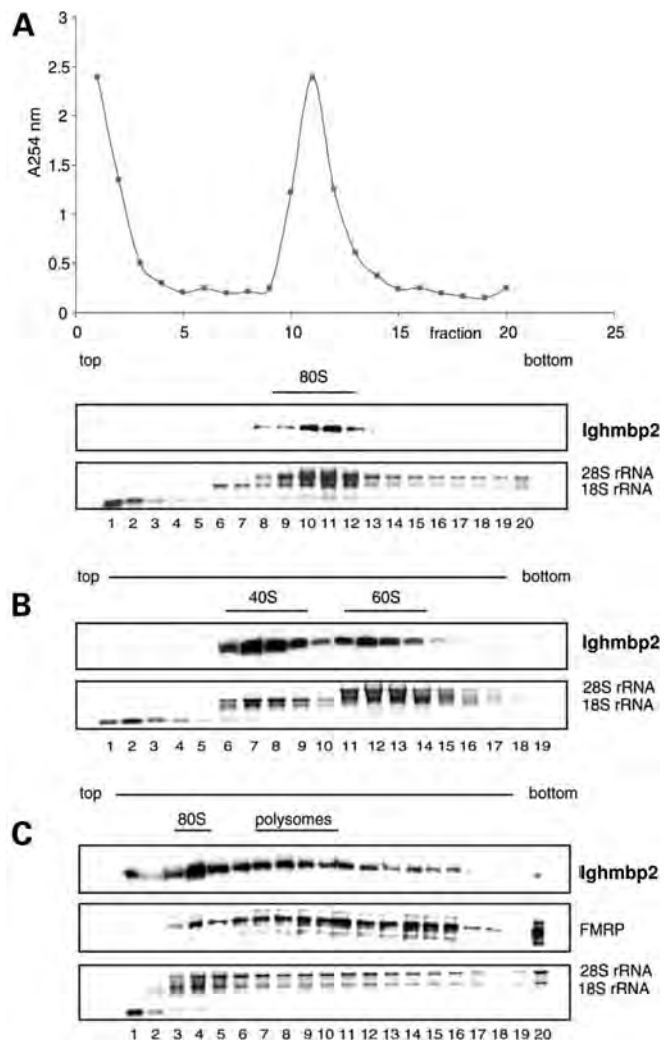 A
A254 nm
3
2.5
2
1.5
1
0.5
0
0 5 10 15 fraction 20 25
top bottom
80S
Ighmbp2
28S rRNA
18S rRNA
1 2 3 4 5 6 7 8 9 10 11 12 13 14 15 16 17 18 19 20
top bottom
B
40S 60S
Ighmbp2
28S rRNA
18S rRNA
1 2 3 4 5 6 7 8 9 10 11 12 13 14 15 16 17 18 19
top bottom
C
80S polysomes
Ighmbp2
FMRP
28S rRNA
18S rRNA
1 2 3 4 5 6 7 8 9 10 11 12 13 14 15 16 17 18 19 20